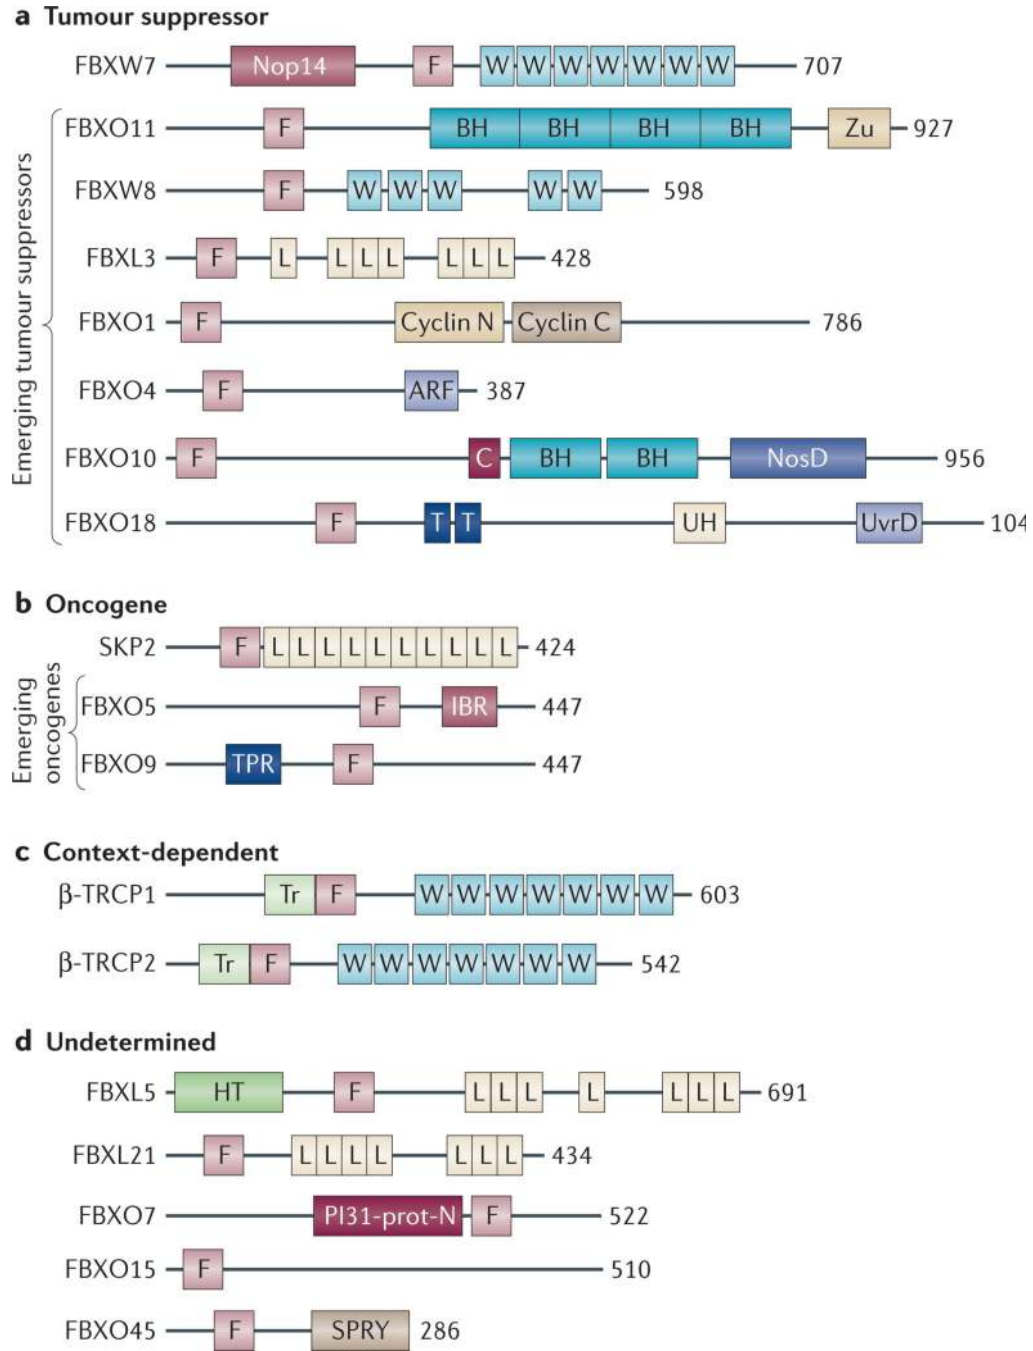 a Tumour suppressor
FBXW7 Nop14 F W W W W W W W 707
Emerging tumour suppressors
FBXO11 F BH BH BH BH Zu 927
FBXW8 F W W W W W 598
FBXL3 F L L L L L L L 428
FBXO1 F Cyclin N Cyclin C 786
FBXO4 F ARF 387
FBXO10 F C BH BH NosD 956
FBXO18 F T T UH UvrD 104
b Oncogene
SKP2 F L L L L L L L L L L 424
Emerging oncogenes
FBXO5 F IBR 447
FBXO9 TPR F 447
c Context-dependent
β-TRCP1 Tr F W W W W W W W 603
β-TRCP2 Tr F W W W W W W W 542
d Undetermined
FBXL5 HT F L L L L L L L 691
FBXL21 F L L L L L L L 434
FBXO7 PI31-prot-N F 522
FBXO15 F 510
FBXO45 F SPRY 286